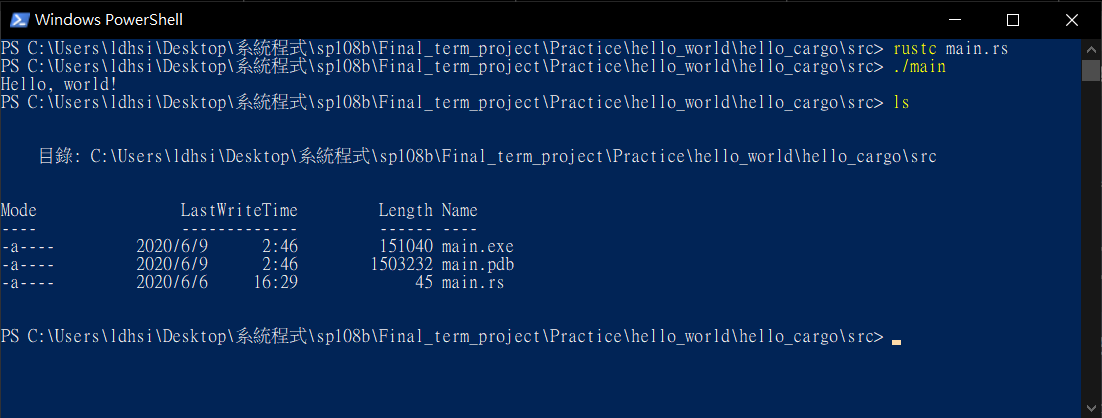 Windows PowerShell
PS C:\Users\ldhsi\Desktop\系統程式\sp108b\Final_term_project\Practice\hello_world\hello_cargo\src> rustc main.rs
PS C:\Users\ldhsi\Desktop\系統程式\sp108b\Final_term_project\Practice\hello_world\hello_cargo\src> ./main
Hello, world!
PS C:\Users\ldhsi\Desktop\系統程式\sp108b\Final_term_project\Practice\hello_world\hello_cargo\src> ls
目錄: C:\Users\ldhsi\Desktop\系統程式\sp108b\Final_term_project\Practice\hello_world\hello_cargo\src
Mode                LastWriteTime         Length Name
----                -------------         ------ ----
-a----         2020/6/9      2:46         151040 main.exe
-a----         2020/6/9      2:46        1503232 main.pdb
-a----         2020/6/6     16:29             45 main.rs
PS C:\Users\ldhsi\Desktop\系統程式\sp108b\Final_term_project\Practice\hello_world\hello_cargo\src>